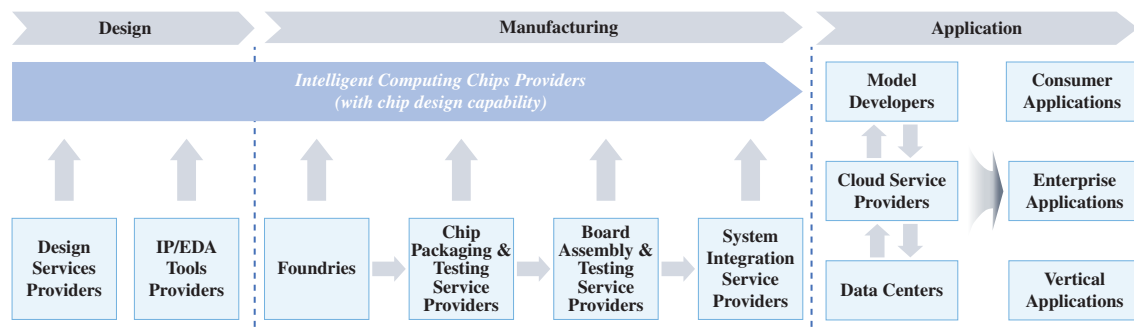 Design
Manufacturing
Application
Intelligent Computing Chips Providers
(with chip design capability)
Design
Services
Providers
IP/EDA
Tools
Providers
Foundries
Chip
Packaging &
Testing
Service
Providers
Board
Assembly &
Testing
Service
Providers
System
Integration
Service
Providers
Model
Developers
Cloud Service
Providers
Data Centers
Consumer
Applications
Enterprise
Applications
Vertical
Applications